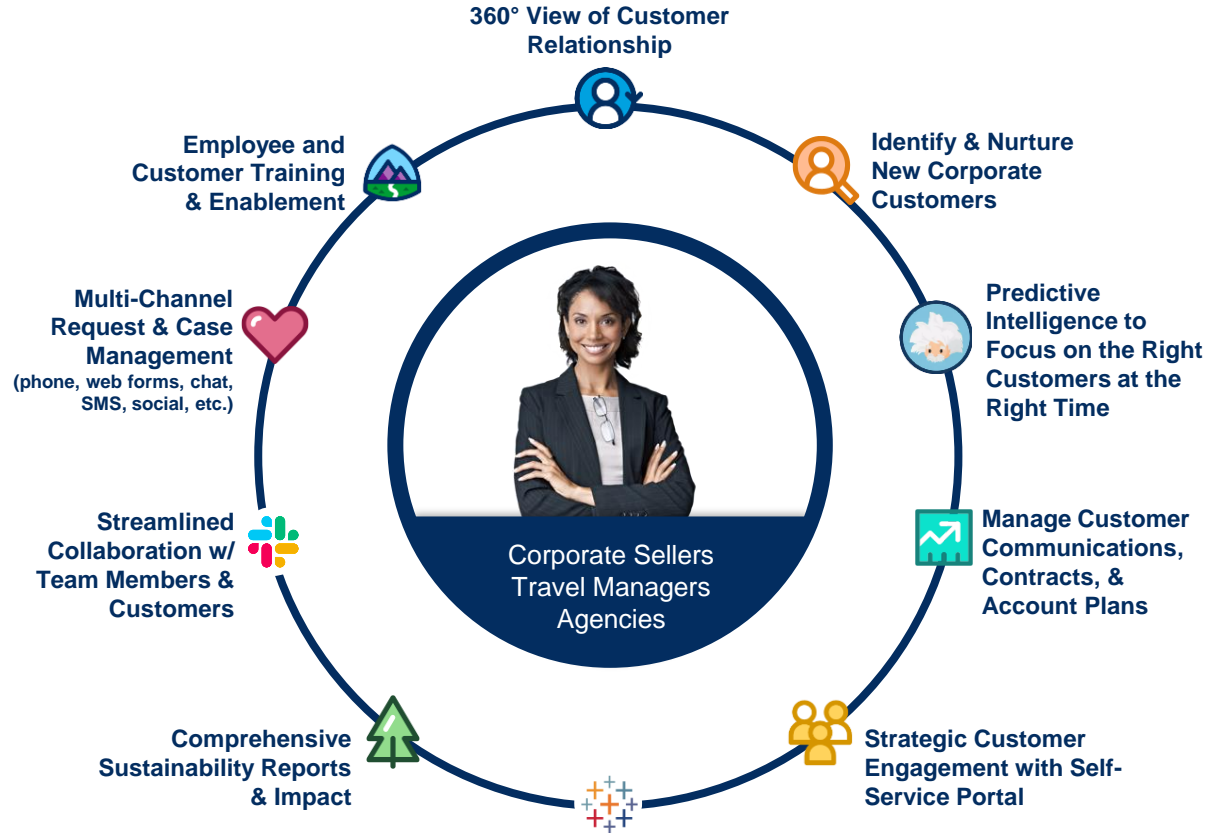 360° View of Customer
Relationship
Identify & Nurture
New Corporate
Customers
Predictive
Intelligence to
Focus on the Right
Customers at the
Right Time
Manage Customer
Communications,
Contracts, &
Account Plans
Strategic Customer
Engagement with Self-
Service Portal
Comprehensive
Sustainability Reports
& Impact
Streamlined
Collaboration w/
Team Members &
Customers
Multi-Channel
Request & Case
Management
(phone, web forms, chat,
SMS, social, etc.)
Employee and
Customer Training
& Enablement
Corporate Sellers
Travel Managers
Agencies